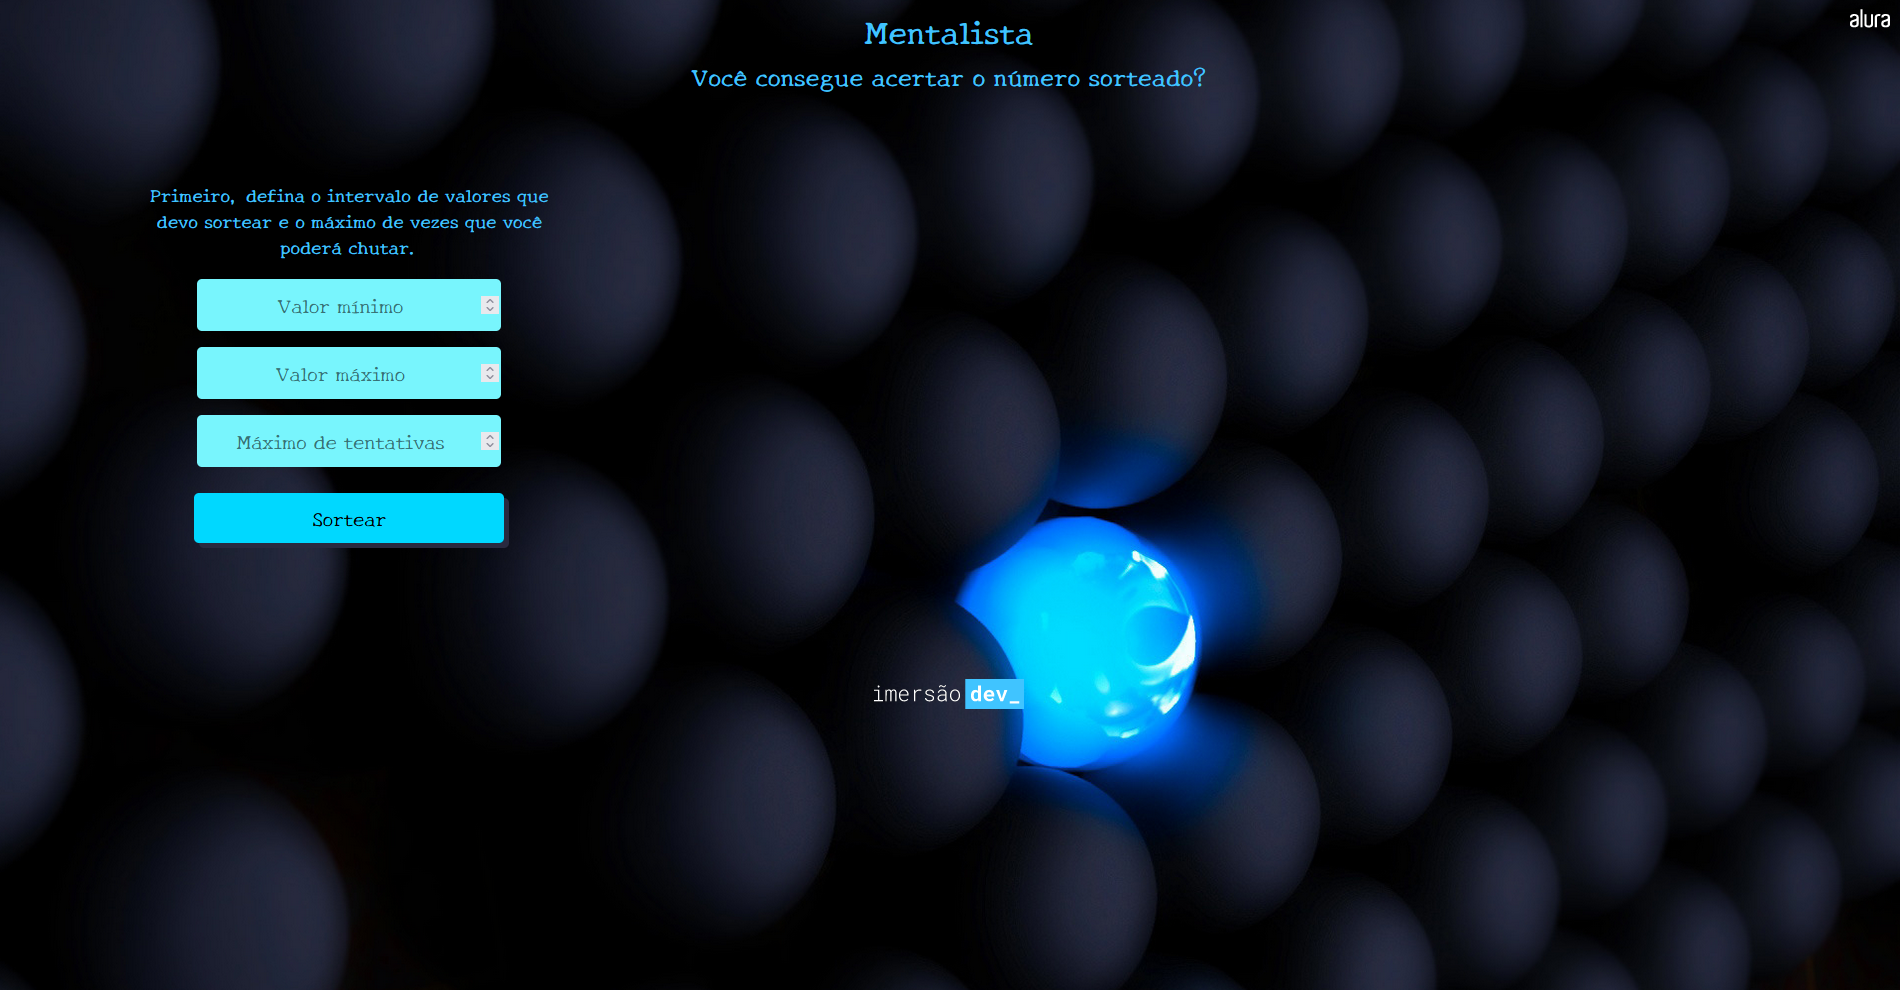 alura
Mentalista
Você consegue acertar o número sorteado?
Primeiro, defina o intervalo de valores que
devo sortear e o máximo de vezes que você
poderá chutar.
Valor mínimo
Valor máximo
Máximo de tentativas
Sortear
imersão dev_